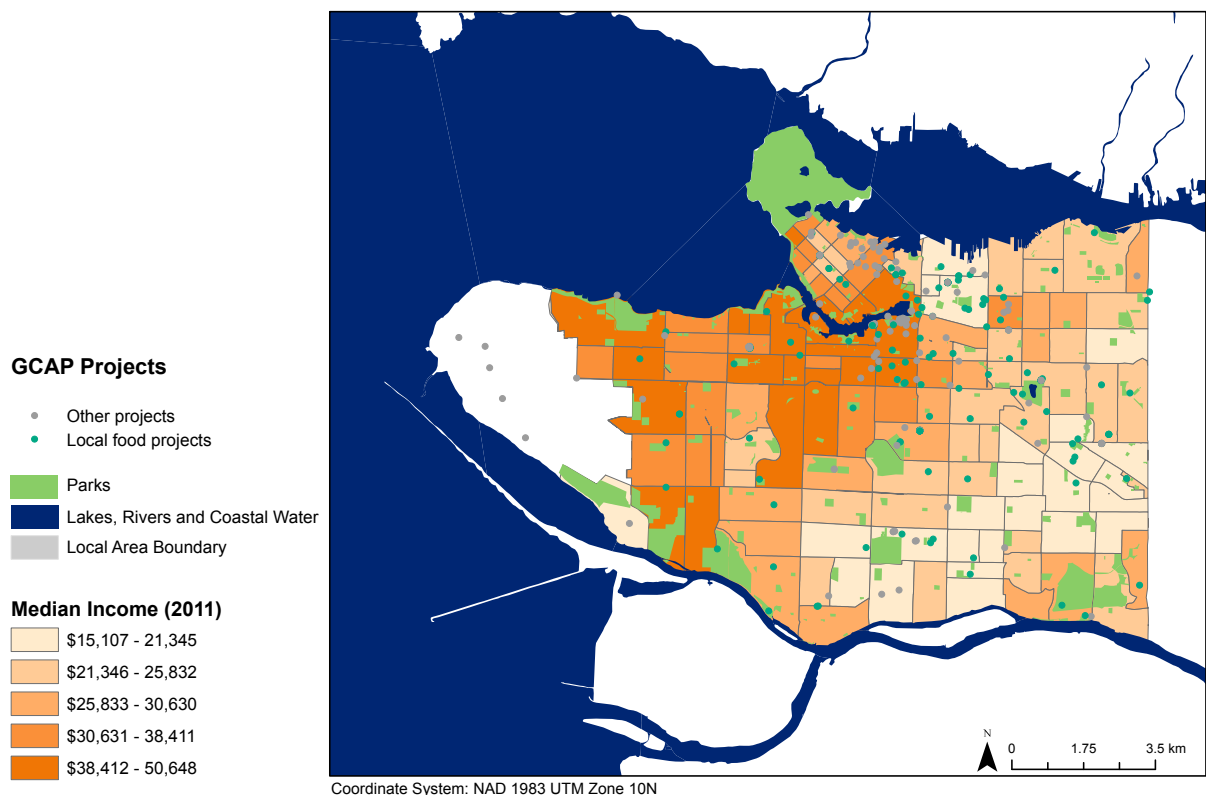 GCAP Projects
Other projects
Local food projects
Parks
Lakes, Rivers and Coastal Water
Local Area Boundary
Median Income (2011)
$15,107 - 21,345
$21,346 - 25,832
$25,833 - 30,630
$30,631 - 38,411
$38,412 - 50,648
N
0 1.75 3.5 km
Coordinate System: NAD 1983 UTM Zone 10N